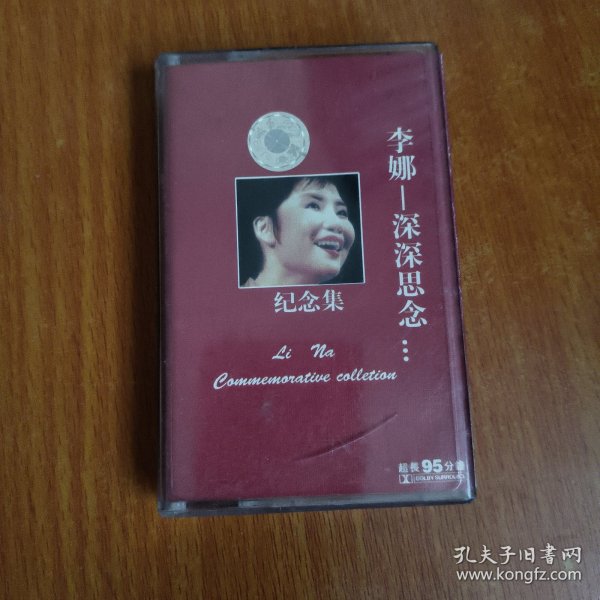 李娜—深深思念…
纪念集
Li Na
Commemorative colletion
超長95分鐘
DOLBY SURROUND
孔夫子旧书网
www.kongfz.com